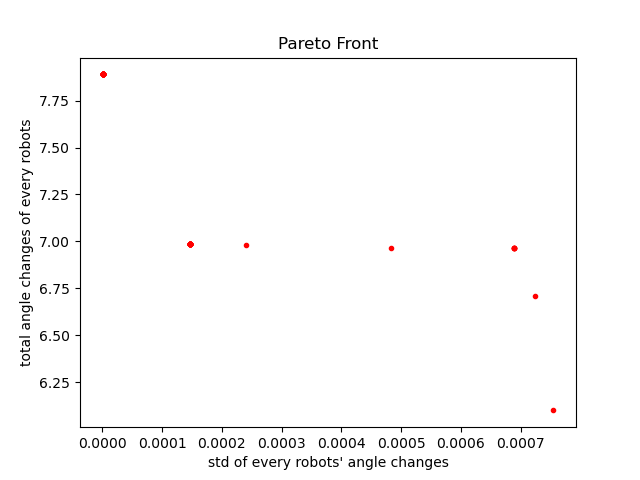 Pareto Front
total angle changes of every robots
7.75
7.50
7.25
7.00
6.75
6.50
6.25
0.0000 0.0001 0.0002 0.0003 0.0004 0.0005 0.0006 0.0007
std of every robots' angle changes